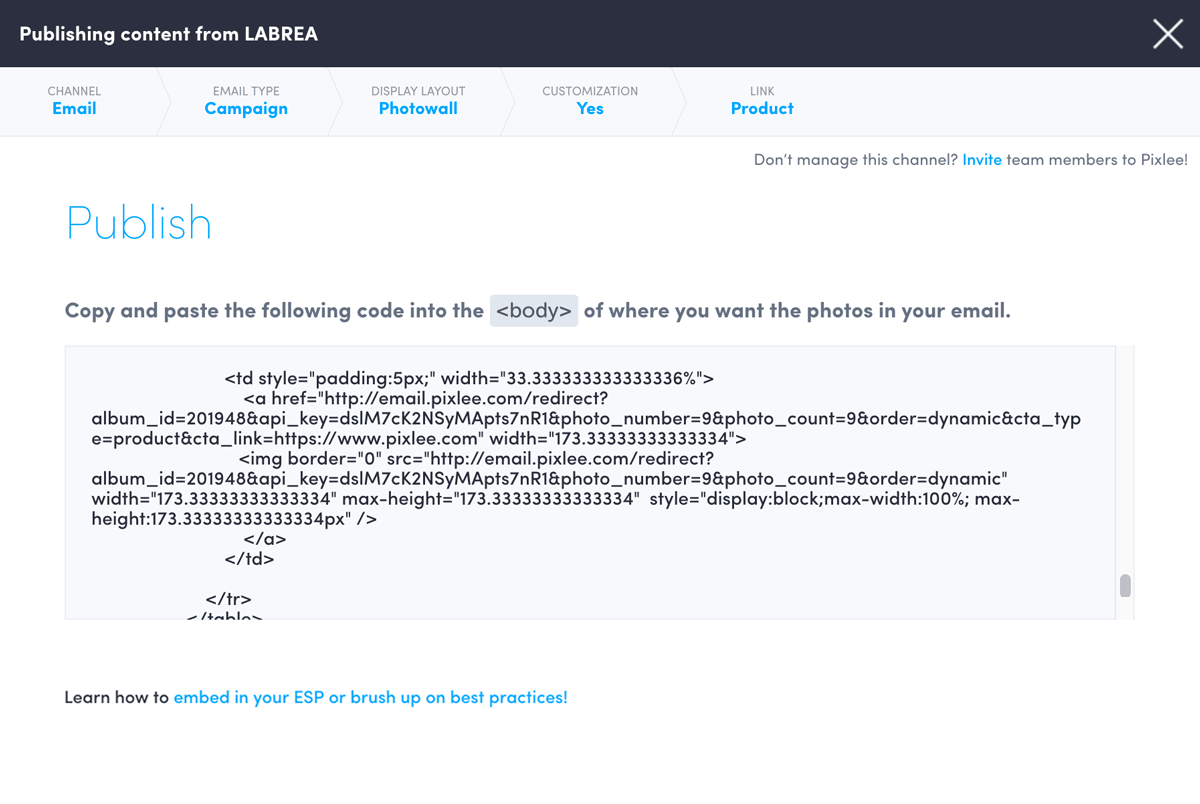 Publishing content from LABREA
CHANNEL
Email
EMAIL TYPE
Campaign
DISPLAY LAYOUT
Photowall
CUSTOMIZATION
Yes
LINK
Product
Don't manage this channel? Invite team members to Pixlee!
Publish
Copy and paste the following code into the <body> of where you want the photos in your email.
<td style="padding:5px;" width="33.333333333333336%">
<a href="http://email.pixlee.com/redirect?
album_id=201948&api_key=dslM7cK2NSyMApts7nR1&photo_number=9&photo_count=9&order=dynamic&cta_typ
e=product&cta_link=https://www.pixlee.com" width="173.33333333333334">
<img border="0" src="http://email.pixlee.com/redirect?
album_id=201948&api_key=dslM7cK2NSyMApts7nR1&photo_number=9&photo_count=9&order=dynamic"
width="173.33333333333334" max-height="173.33333333333334"  style="display:block;max-width:100%; max-
height:173.33333333333334px" />
</a>
</td>
</tr>
</table>
Learn how to embed in your ESP or brush up on best practices!